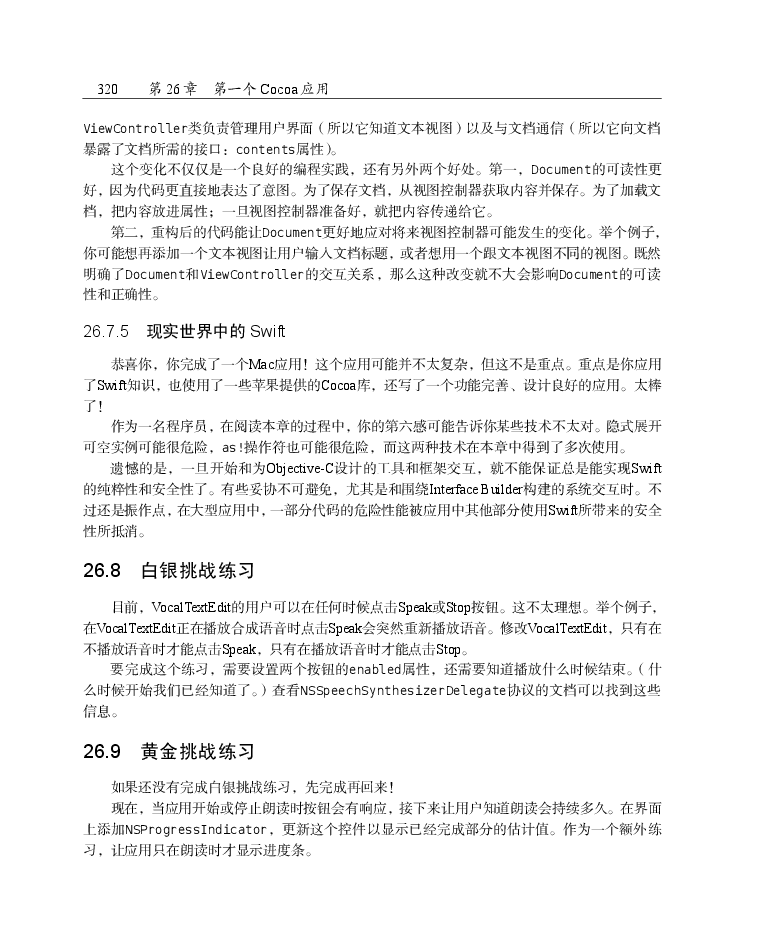 320 第26章 第一个 Cocoa 应用
ViewController类负责管理用户界面（所以它知道文本视图）以及与文档通信（所以它向文档
暴露了文档所需的接口：contents属性）。
这个变化不仅仅是一个良好的编程实践，还有另外两个好处。第一，Document的可读性更
好，因为代码更直接地表达了意图。为了保存文档，从视图控制器获取内容并保存。为了加载文
档，把内容放进属性；一旦视图控制器准备好，就把内容传递给它。
第二，重构后的代码能让Document更好地应对将来视图控制器可能发生的变化。举个例子，
你可能想再添加一个文本视图让用户输入文档标题，或者想用一个跟文本视图不同的视图。既然
明确了Document和ViewController的交互关系，那么这种改变就不大会影响Document的可读
性和正确性。
26.7.5 现实世界中的 Swift
恭喜你，你完成了一个Mac应用！这个应用可能并不太复杂，但这不是重点。重点是你应用
了Swift知识，也使用了一些苹果提供的Cocoa库，还写了一个功能完善、设计良好的应用。太棒
了！
作为一名程序员，在阅读本章的过程中，你的第六感可能告诉你某些技术不太对。隐式展开
可空实例可能很危险，as!操作符也可能很危险，而这两种技术在本章中得到了多次使用。
遗憾的是，一旦开始和为Objective-C设计的工具和框架交互，就不能保证总是能实现Swift
的纯粹性和安全性了。有些妥协不可避免，尤其是和围绕Interface Builder构建的系统交互时。不
过还是振作点，在大型应用中，一部分代码的危险性能被应用中其他部分使用Swift所带来的安全
性所抵消。
26.8 白银挑战练习
目前，VocalTextEdit的用户可以在任何时候点击Speak或Stop按钮。这不太理想。举个例子，
在VocalTextEdit正在播放合成语音时点击Speak会突然重新播放语音。修改VocalTextEdit，只有在
不播放语音时才能点击Speak，只有在播放语音时才能点击Stop。
要完成这个练习，需要设置两个按钮的enabled属性，还需要知道播放什么时候结束。（什
么时候开始我们已经知道了。）查看NSSpeechSynthesizerDelegate协议的文档可以找到这些
信息。
26.9 黄金挑战练习
如果还没有完成白银挑战练习，先完成再回来！
现在，当应用开始或停止朗读时按钮会有响应，接下来让用户知道朗读会持续多久。在界面
上添加NSProgressIndicator，更新这个控件以显示已经完成部分的估计值。作为一个额外练
习，让应用只在朗读时才显示进度条。